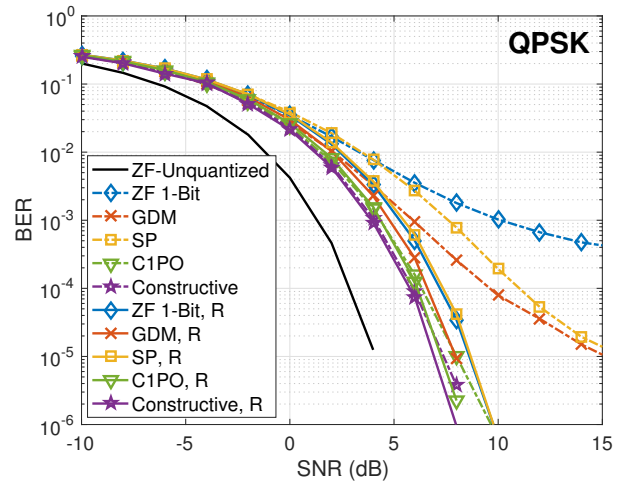 QPSK
10^0
10^-1
10^-2
10^-3
10^-4
10^-5
10^-6
BER
ZF-Unquantized
ZF 1-Bit
GDM
SP
C1PO
Constructive
ZF 1-Bit, R
GDM, R
SP, R
C1PO, R
Constructive, R
-10 -5 0 5 10 15
SNR (dB)